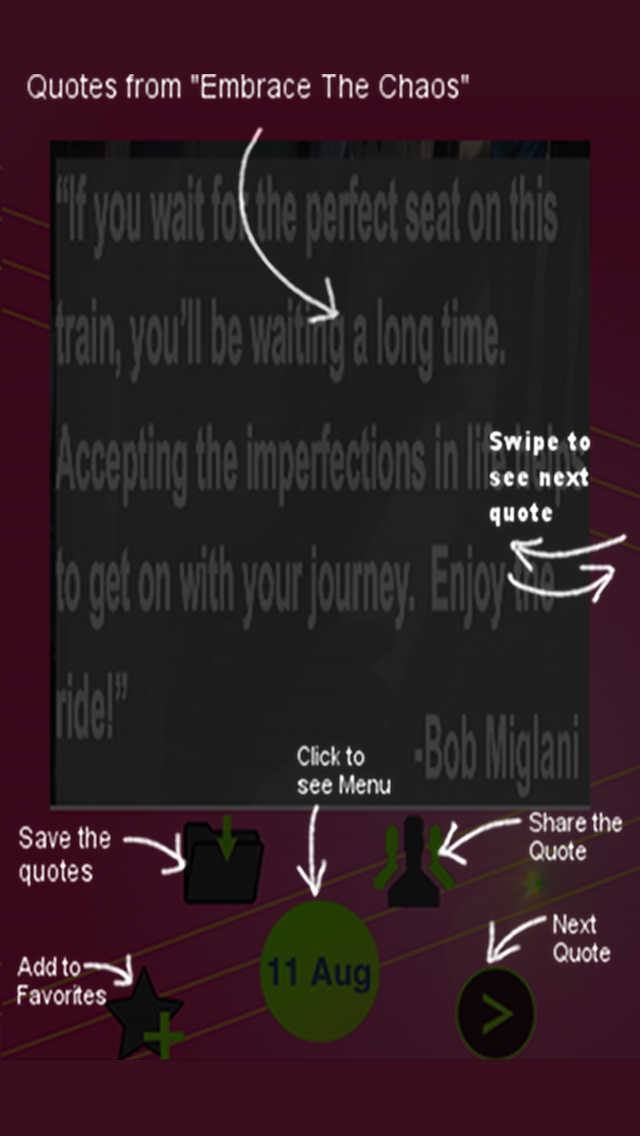 Quotes from "Embrace The Chaos"
“If you wait for the perfect seat on this
train, you’ll be waiting a long time.
Accepting the imperfections in life
Swipe to
see next
quote
to get on with your journey. Enjoy the
ride!”
-Bob Miglani
Click to
see Menu
Save the
quotes
Share the
Quote
Add to
Favorites
11 Aug
Next
Quote
>